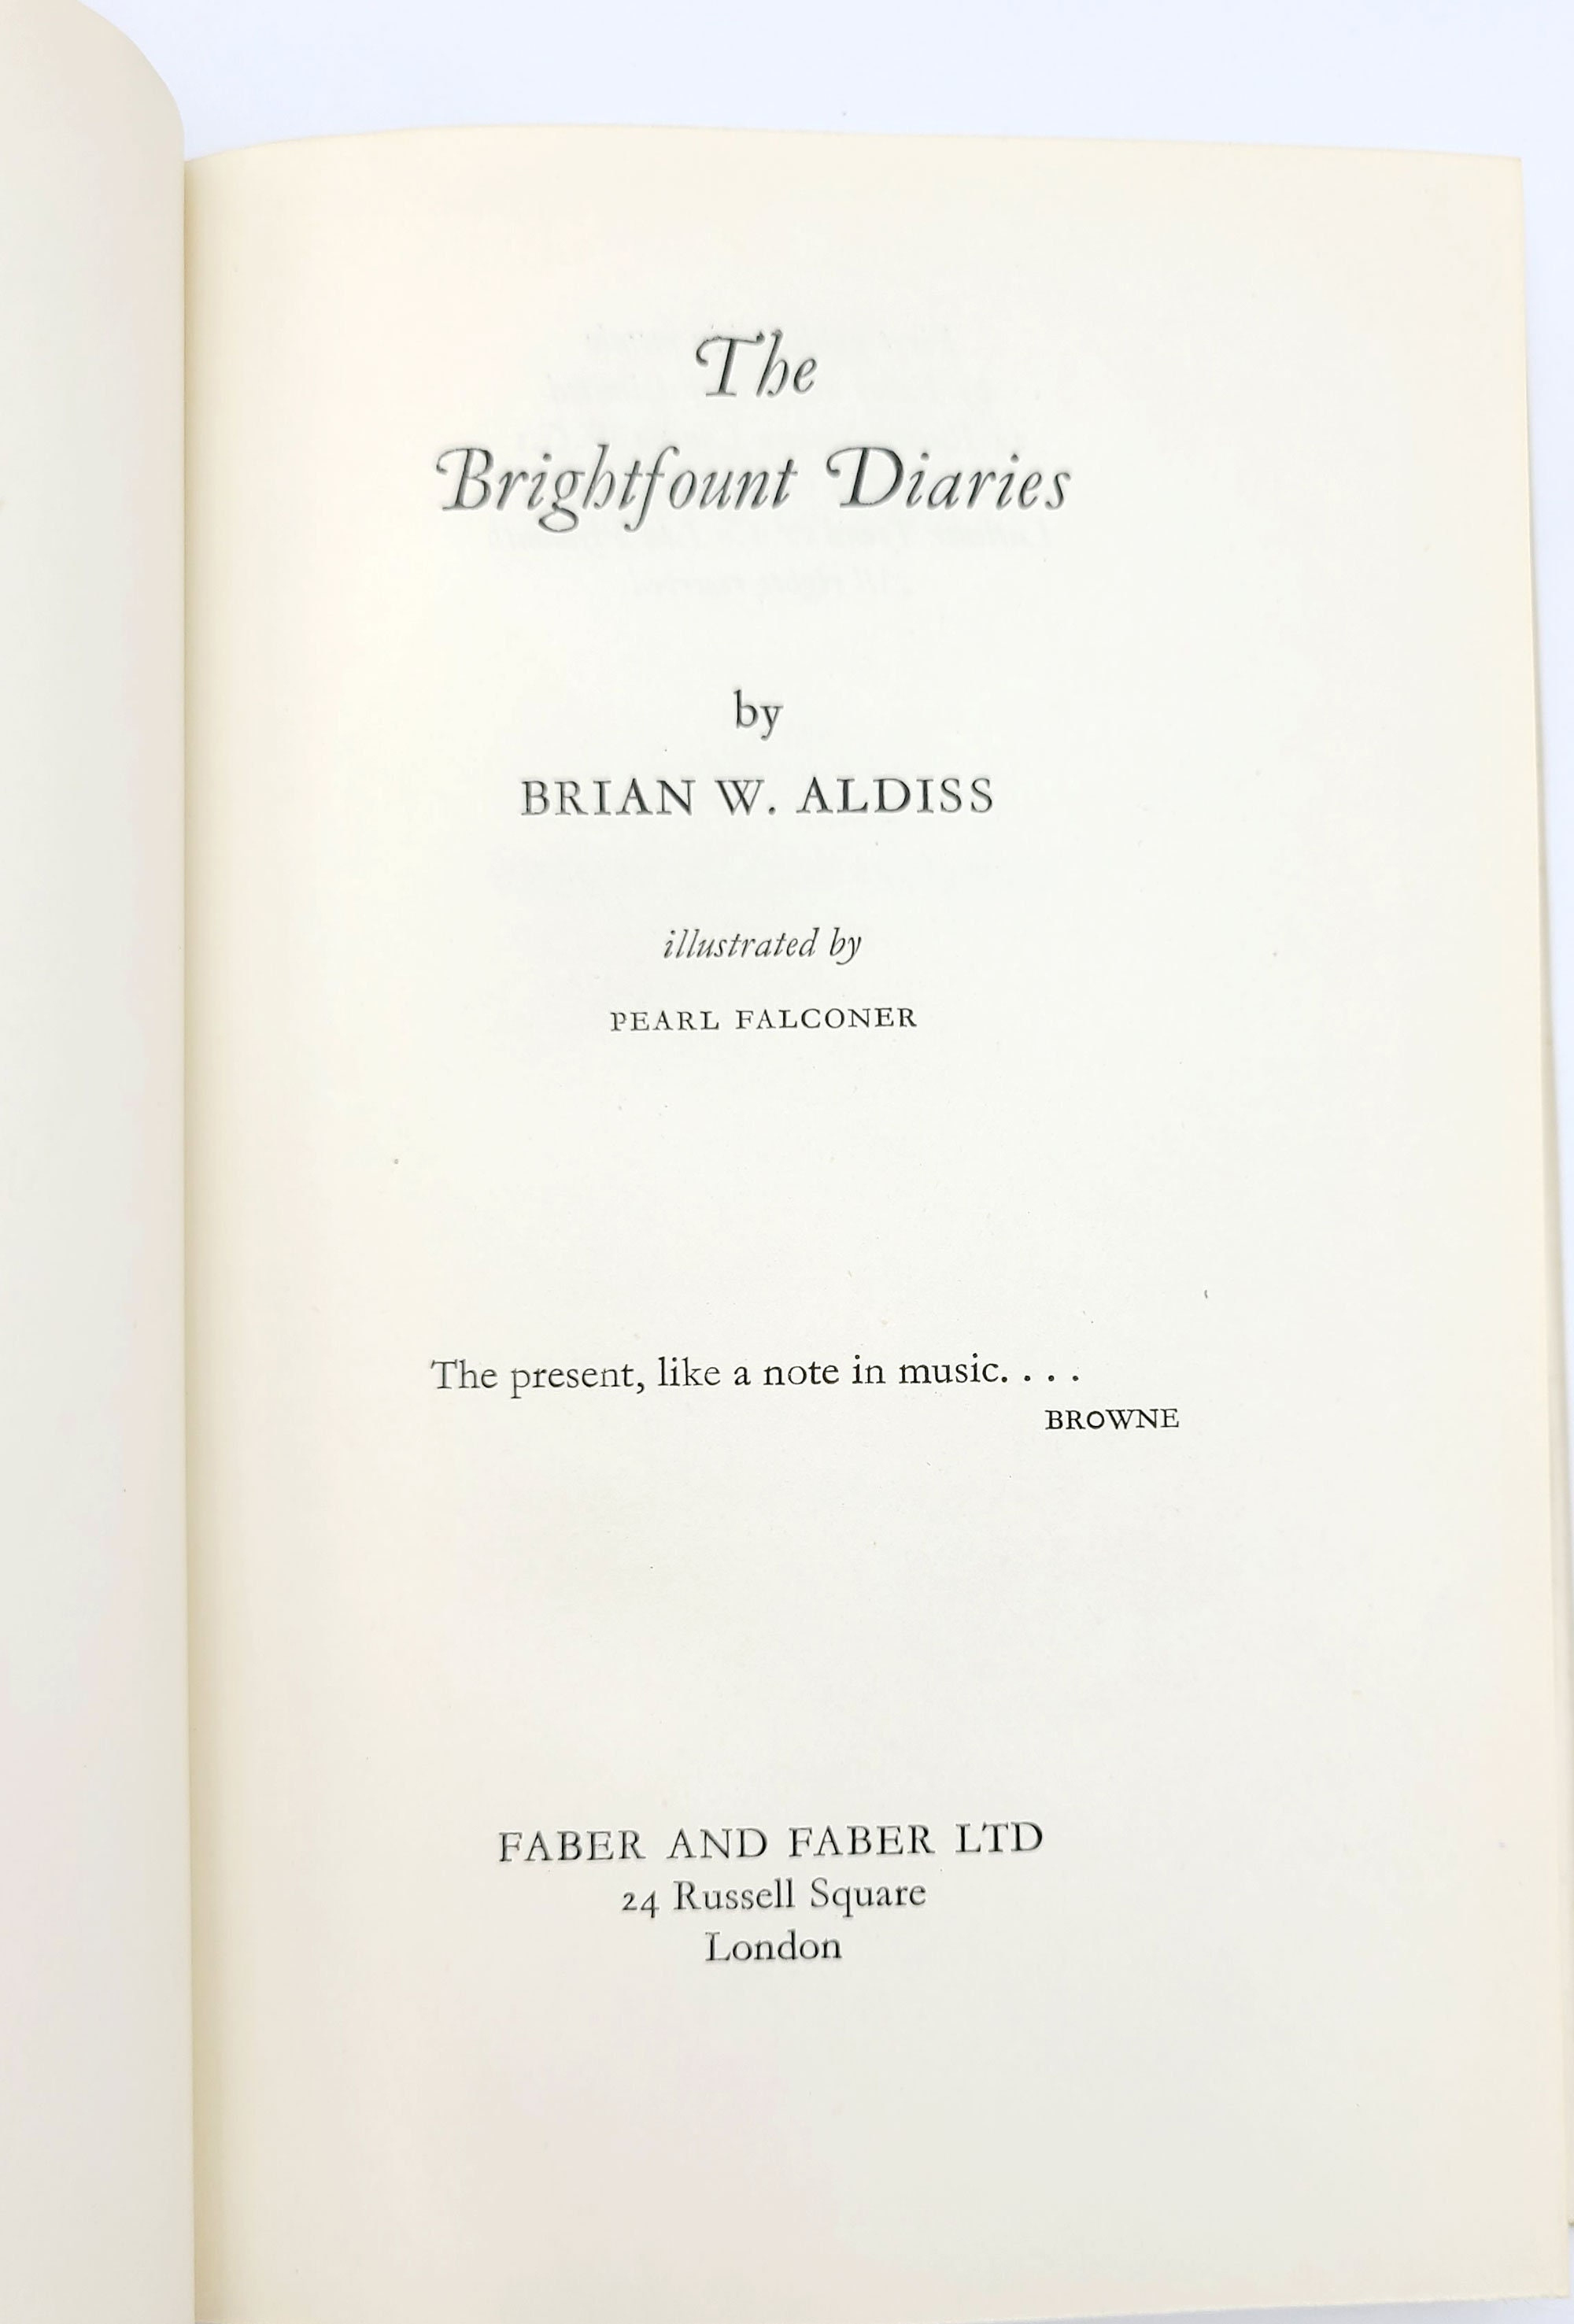 The
Brightfount Diaries
by
BRIAN W. ALDISS
illustrated by
PEARL FALCONER
The present, like a note in music. . . .
BROWNE
FABER AND FABER LTD
24 Russell Square
London